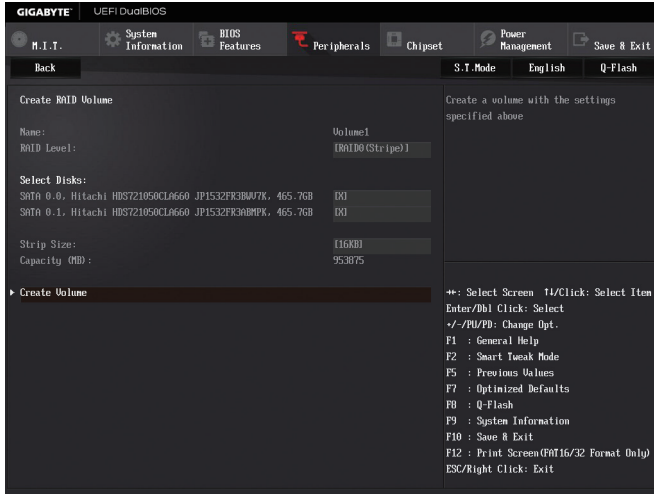 GIGABYTE™ UEFI DualBIOS
M.I.T. System Information BIOS Features Peripherals Chipset Power Management Save & Exit
Back S.T.Mode English Q-Flash
Create RAID Volume
Name: Volume1
RAID Level: [RAID0(Stripe)]
Select Disks:
SATA 0.0, Hitachi HDS721050CLA660 JP1532FR3BWU7K, 465.7GB [X]
SATA 0.1, Hitachi HDS721050CLA660 JP1532FR3ABMPK, 465.7GB [X]
Strip Size: [16KB]
Capacity (MB): 953875
Create Volume
Create a volume with the settings
specified above
→←: Select Screen ↑↓/Click: Select Item
Enter/Dbl Click: Select
+/-/PU/PD: Change Opt.
F1 : General Help
F2 : Smart Tweak Mode
F5 : Previous Values
F7 : Optimized Defaults
F8 : Q-Flash
F9 : System Information
F10 : Save & Exit
F12 : Print Screen(FAT16/32 Format Only)
ESC/Right Click: Exit